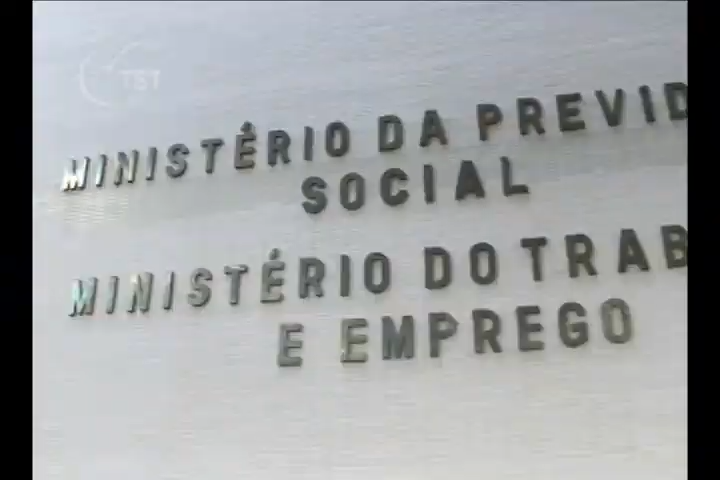 TST
MINISTÉRIO DA PREVID
SOCIAL
MINISTÉRIO DO TRAB
E EMPREGO